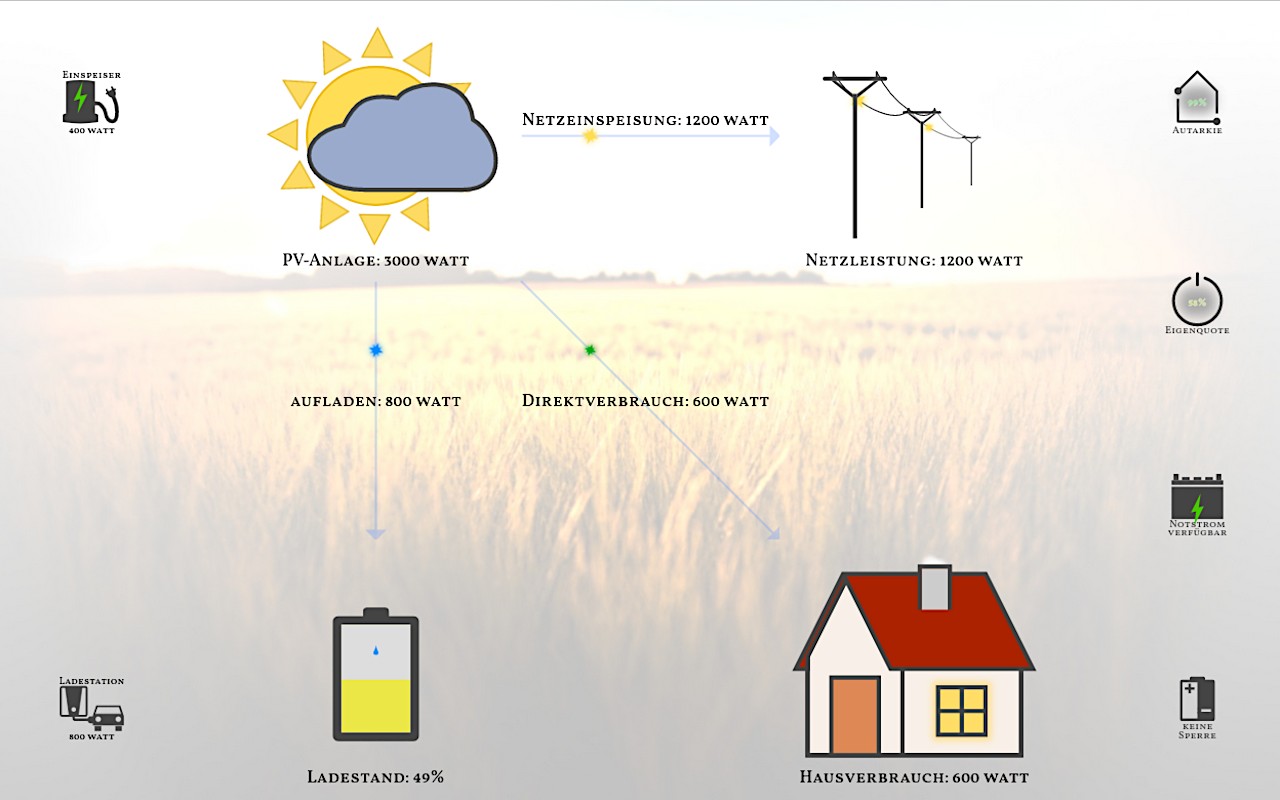 Einspeiser
400 Watt
Netzeinspeisung: 1200 Watt
99%
Autarkie
PV-Anlage: 3000 Watt
Netzleistung: 1200 Watt
58%
Eigenquote
aufladen: 800 Watt
Direktverbrauch: 600 Watt
Notstrom
verfügbar
Ladestation
800 Watt
keine
Sperre
Ladestand: 49%
Hausverbrauch: 600 Watt